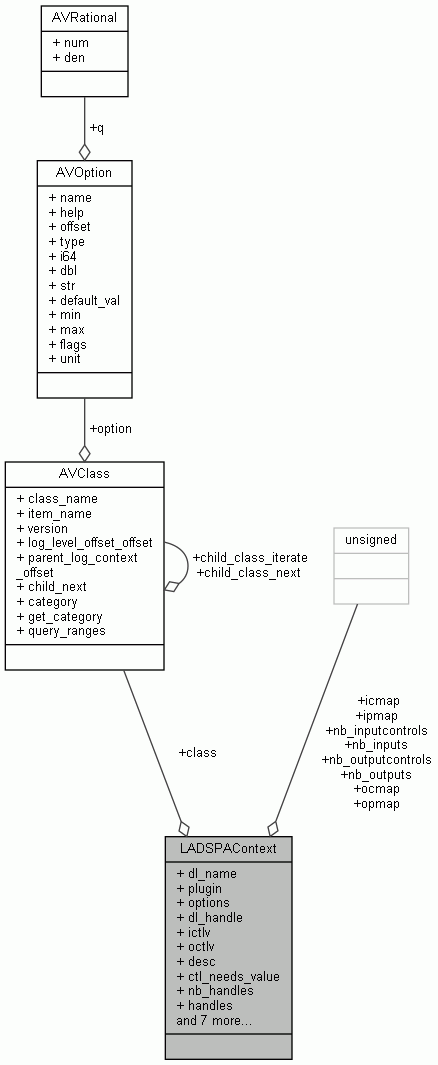 AVRational
+ num
+ den
+q
AVOption
+ name
+ help
+ offset
+ type
+ i64
+ dbl
+ str
+ default_val
+ min
+ max
+ flags
+ unit
+option
AVClass
+ class_name
+ item_name
+ version
+ log_level_offset_offset
+ parent_log_context
_offset
+ child_next
+ category
+ get_category
+ query_ranges
+child_class_iterate
+child_class_next
unsigned
+class
+icmap
+ipmap
+nb_inputcontrols
+nb_inputs
+nb_outputcontrols
+nb_outputs
+ocmap
+opmap
LADSPAContext
+ dl_name
+ plugin
+ options
+ dl_handle
+ ictlv
+ octlv
+ desc
+ ctl_needs_value
+ nb_handles
+ handles
and 7 more...